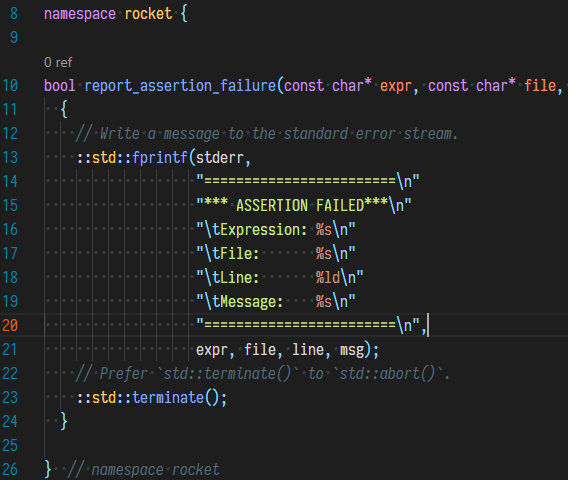 8 namespace rocket {
9
0 ref
10 bool report_assertion_failure(const char* expr, const char* file,
11 {
12 // Write a message to the standard error stream.
13 ::std::fprintf(stderr,
14 "========================\n"
15 "*** ASSERTION FAILED***\n"
16 "\tExpression: %s\n"
17 "\tFile:       %s\n"
18 "\tLine:       %ld\n"
19 "\tMessage:    %s\n"
20 "========================\n",
21 expr, file, line, msg);
22 // Prefer `std::terminate()` to `std::abort()`.
23 ::std::terminate();
24 }
25
26 } // namespace rocket